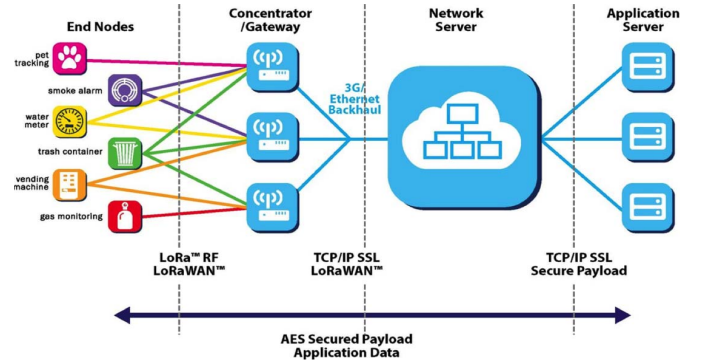 End Nodes
Concentrator
/Gateway
Network
Server
Application
Server
pet
tracking
smoke alarm
water
meter
trash container
vending
machine
gas monitoring
3G/
Ethernet
Backhaul
LoRa™ RF
LoRaWAN™
TCP/IP SSL
LoRaWAN™
TCP/IP SSL
Secure Payload
AES Secured Payload
Application Data